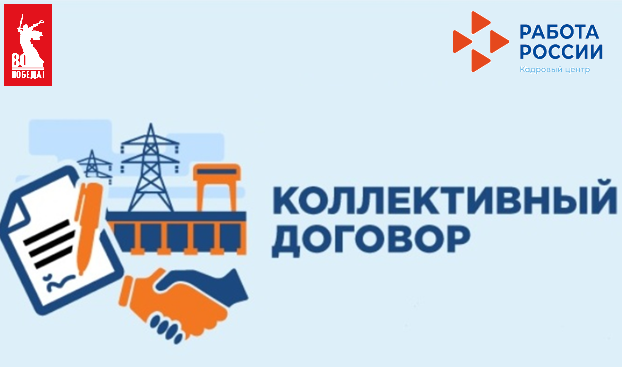 80
ПОБЕДА!
РАБОТА
РОССИИ
Кадровый центр
КОЛЛЕКТИВНЫЙ
ДОГОВОР